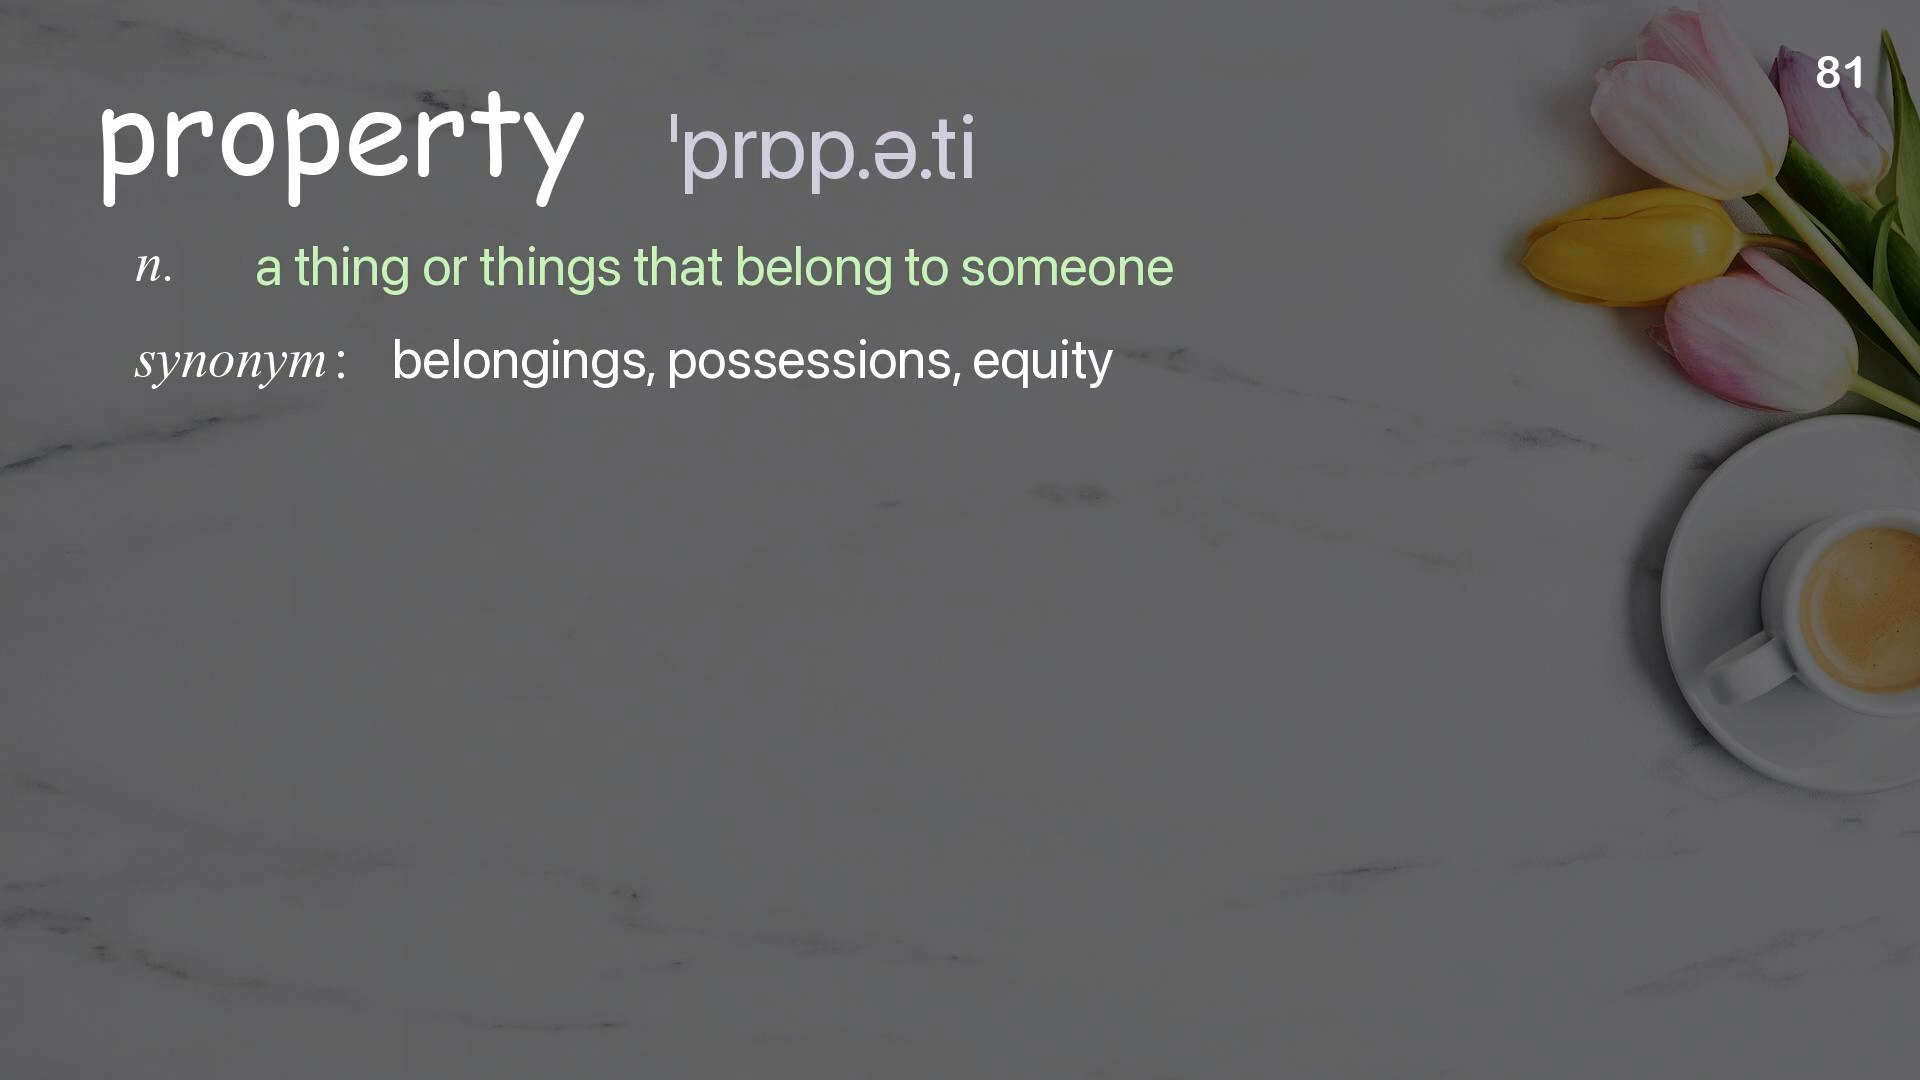 81
property ˈprɒp.ə.ti
n. a thing or things that belong to someone
synonym: belongings, possessions, equity